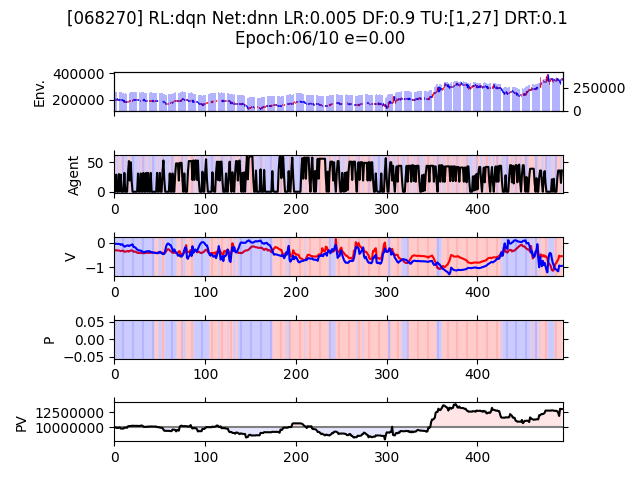 [068270] RL:dqn Net:dnn LR:0.005 DF:0.9 TU:[1,27] DRT:0.1
Epoch:06/10 e=0.00
Env.
400000
200000
250000
0
Agent
50
0
0 100 200 300 400
V
0
−1
0 100 200 300 400
P
0.05
0.00
−0.05
0 100 200 300 400
PV
12500000
10000000
0 100 200 300 400